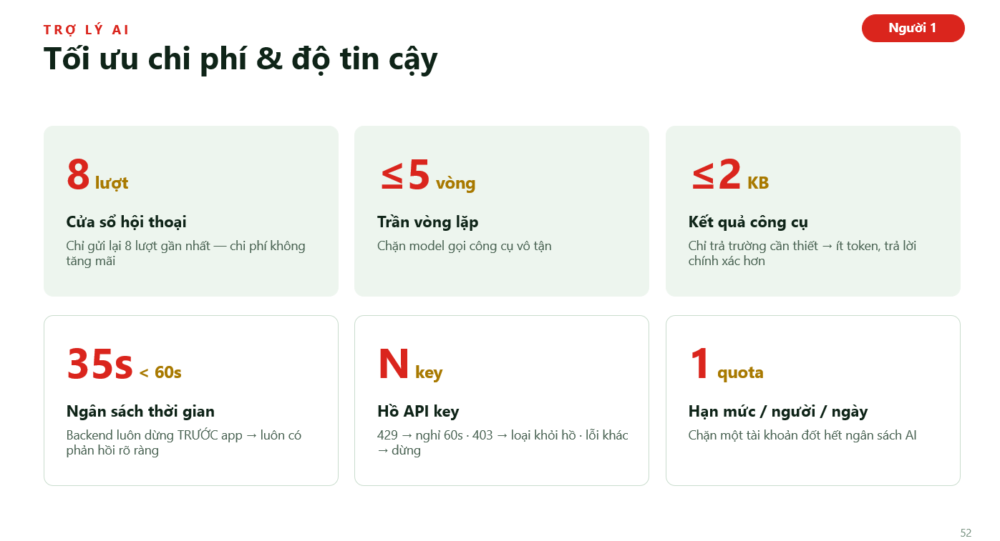 TRỢ LÝ AI
Người 1
Tối ưu chi phí & độ tin cậy
8 lượt
Cửa sổ hội thoại
Chỉ gửi lại 8 lượt gần nhất — chi phí không
tăng mãi
≤5 vòng
Trần vòng lặp
Chặn model gọi công cụ vô tận
≤2 KB
Kết quả công cụ
Chỉ trả trường cần thiết → ít token, trả lời
chính xác hơn
35s < 60s
Ngân sách thời gian
Backend luôn dừng TRƯỚC app → luôn có
phản hồi rõ ràng
N key
Hồ API key
429 → nghỉ 60s · 403 → loại khỏi hồ · lỗi khác
→ dừng
1 quota
Hạn mức / người / ngày
Chặn một tài khoản đốt hết ngân sách AI
52